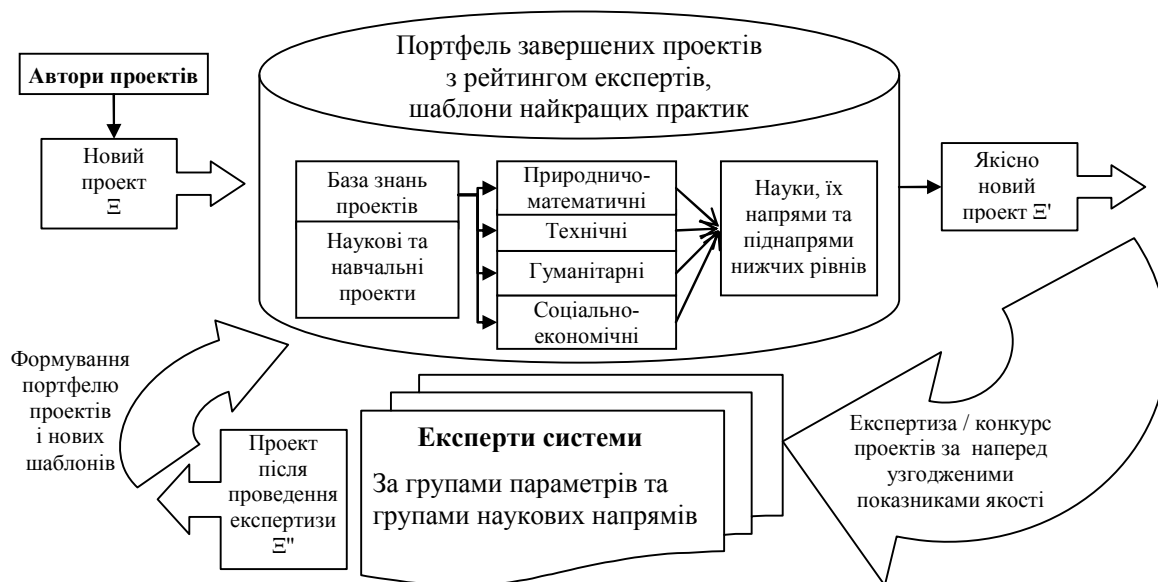 Портфель завершених проектів
з рейтингом експертів,
шаблони найкращих практик
Автори проектів
Новий
проект
Ξ
База знань
проектів
Наукові та
навчальні
проекти
Природничо-
математичні
Технічні
Гуманітарні
Соціально-
економічні
Науки, їх
напрями та
піднапрями
нижчих рівнів
Якісно
новий
проект Ξ'
Формування
портфелю
проектів
і нових
шаблонів
Проект
після
проведення
експертизи
Ξ"
Експерти системи
За групами параметрів та
групами наукових напрямів
Експертиза / конкурс
проектів за наперед
узгодженими
показниками якості